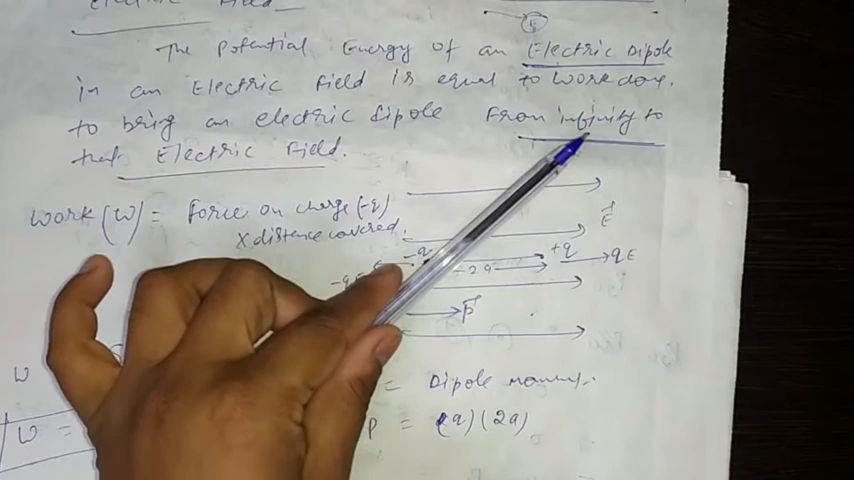 Electric Field
The Potential Energy of an Electric Dipole
in an Electric Field is equal to work done.
to bring an electric dipole From infinity to
that Electric Field.
Work (W) = Force on charge (-q)
x distance covered.
E
-q +q qE
2a
P
W = Dipole moment.
W = P = (q)(2a)